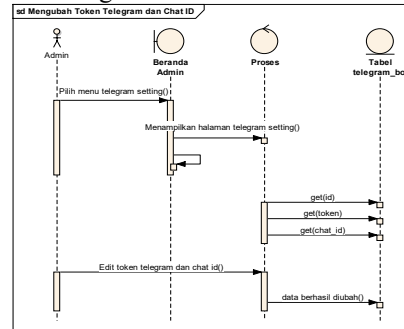 sd Mengubah Token Telegram dan Chat ID
Admin
Beranda
Admin
Proses
Tabel
telegram_bo
Pilih menu telegram setting()
Menampilkan halaman telegram setting()
get(id)
get(token)
get(chat_id)
Edit token telegram dan chat id()
data berhasil diubah()